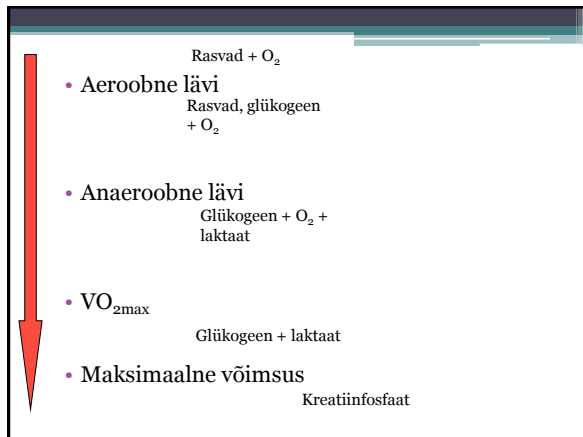 Rasvad + O₂
• Aeroobne lävi
Rasvad, glükogeen
+ O₂
• Anaeroobne lävi
Glükogeen + O₂ +
laktaat
• VO₂max
Glükogeen + laktaat
• Maksimaalne võimsus
Kreatiinfosfaat